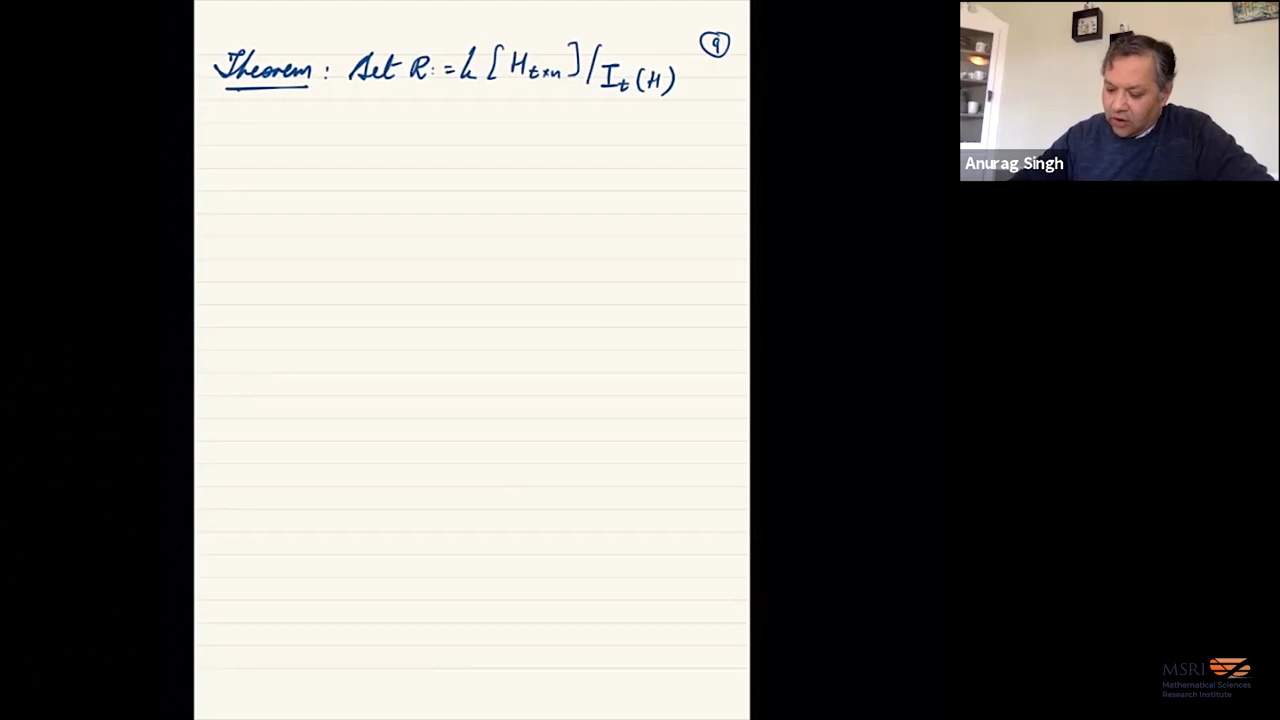 9
Theorem: Set R := k [H_{t×n}] / I_t(H)
Anurag Singh
MSRI
Mathematical Sciences
Research Institute